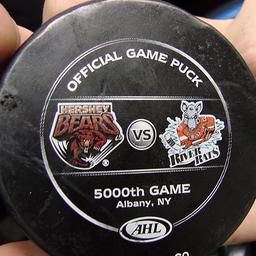 OFFICIAL GAME PUCK
HERSHEY
BEARS
VS
RIVER RATS
5000th GAME
Albany, NY
AHL